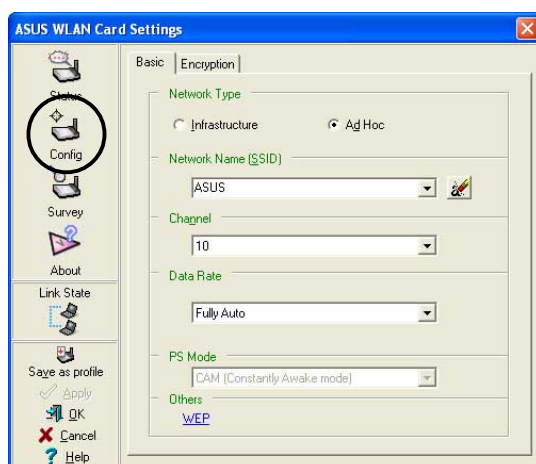 ASUS WLAN Card Settings
Status
Config
Survey
About
Link State
Save as profile
Apply
OK
Cancel
Help
Basic
Encryption
Network Type
Infrastructure
Ad Hoc
Network Name (SSID)
ASUS
Channel
10
Data Rate
Fully Auto
PS Mode
CAM (Constantly Awake mode)
Others
WEP